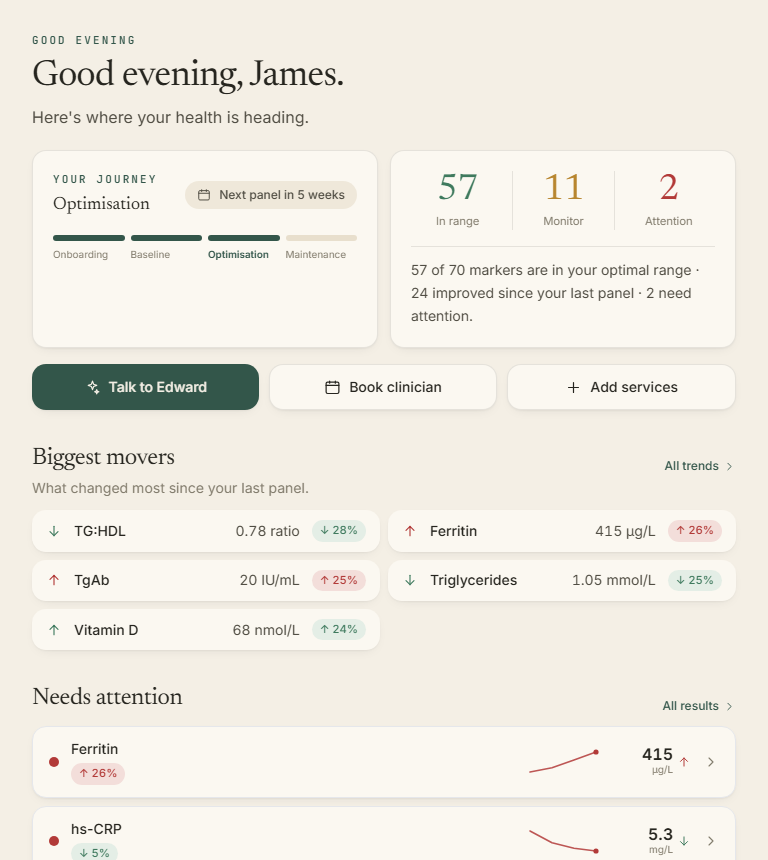 GOOD EVENING
Good evening, James.
Here's where your health is heading.
YOUR JOURNEY
Optimisation
Next panel in 5 weeks
Onboarding
Baseline
Optimisation
Maintenance
57
In range
11
Monitor
2
Attention
57 of 70 markers are in your optimal range ·
24 improved since your last panel · 2 need
attention.
Talk to Edward
Book clinician
Add services
Biggest movers
All trends
What changed most since your last panel.
↓ TG:HDL 0.78 ratio ↓ 28%
↑ Ferritin 415 µg/L ↑ 26%
↑ TgAb 20 IU/mL ↑ 25%
↓ Triglycerides 1.05 mmol/L ↓ 25%
↑ Vitamin D 68 nmol/L ↑ 24%
Needs attention
All results
Ferritin
↑ 26%
415 ↑
µg/L
hs-CRP
↓ 5%
5.3 ↓
mg/L